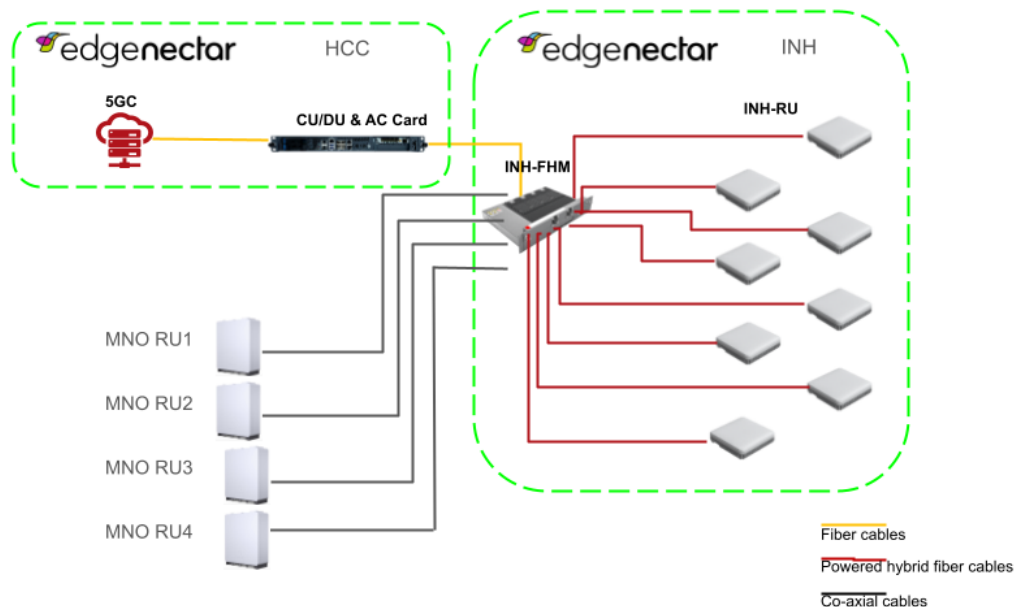 edgenectar HCC
5GC
CU/DU & AC Card
edgenectar INH
INH-RU
INH-FHM
MNO RU1
MNO RU2
MNO RU3
MNO RU4
Fiber cables
Powered hybrid fiber cables
Co-axial cables